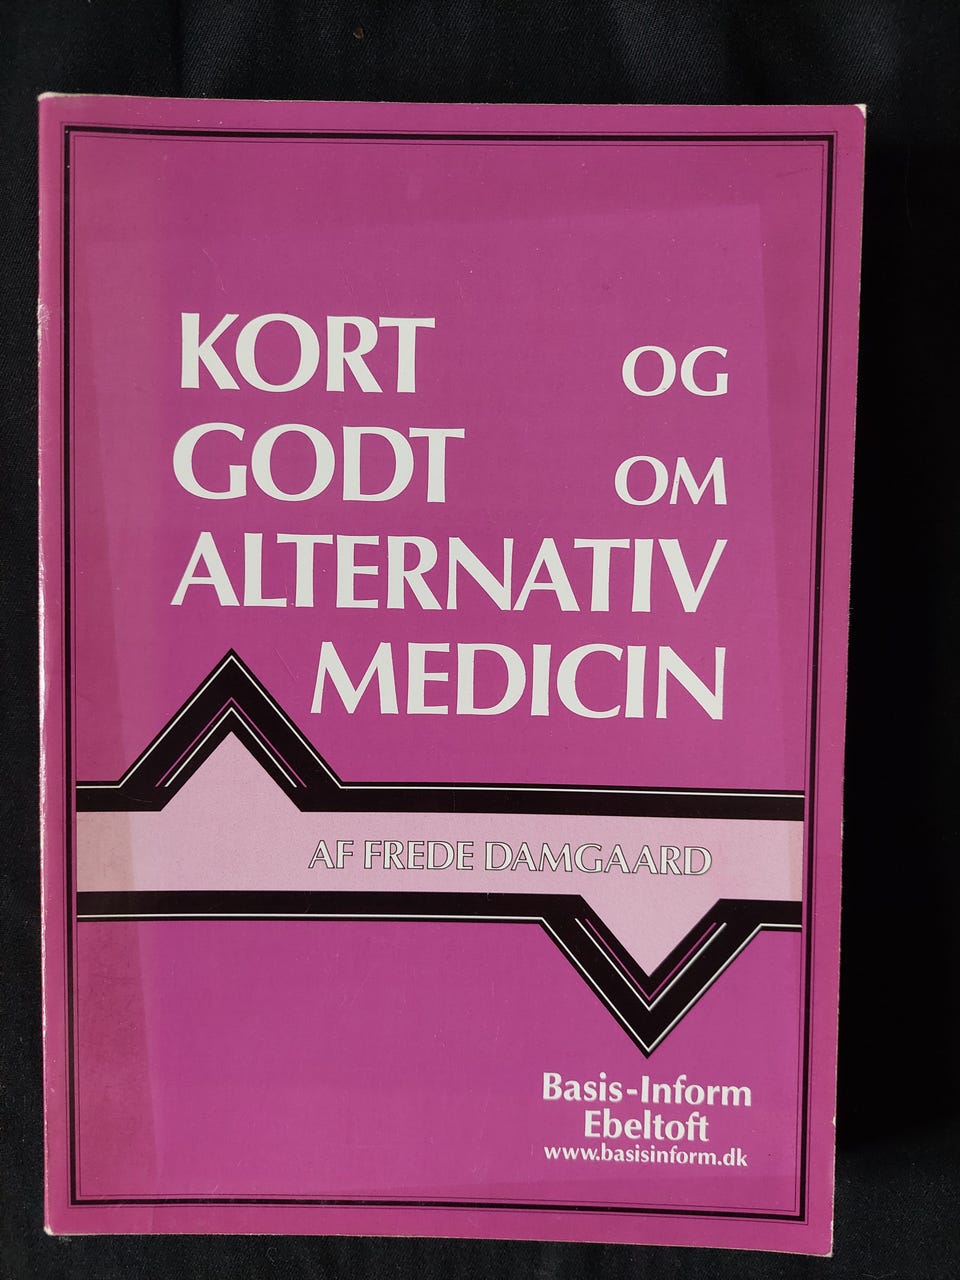 KORT OG
GODT OM
ALTERNATIV
MEDICIN
AF FREDE DAMGAARD
Basis-Inform
Ebeltoft
www.basisinform.dk